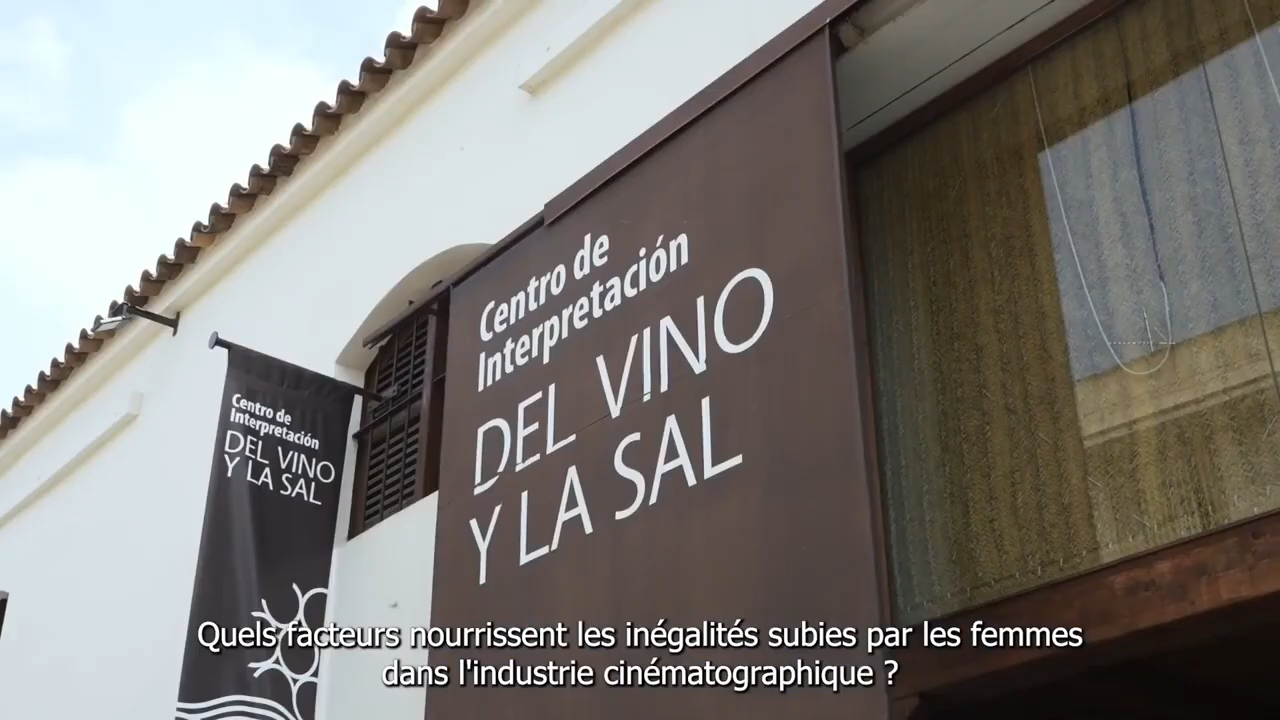 Centro de
Interpretación
DEL VINO
Y LA SAL
Centro de
Interpretación
DEL VINO
Y LA SAL
Quels facteurs nourrissent les inégalités subies par les femmes
dans l'industrie cinématographique ?